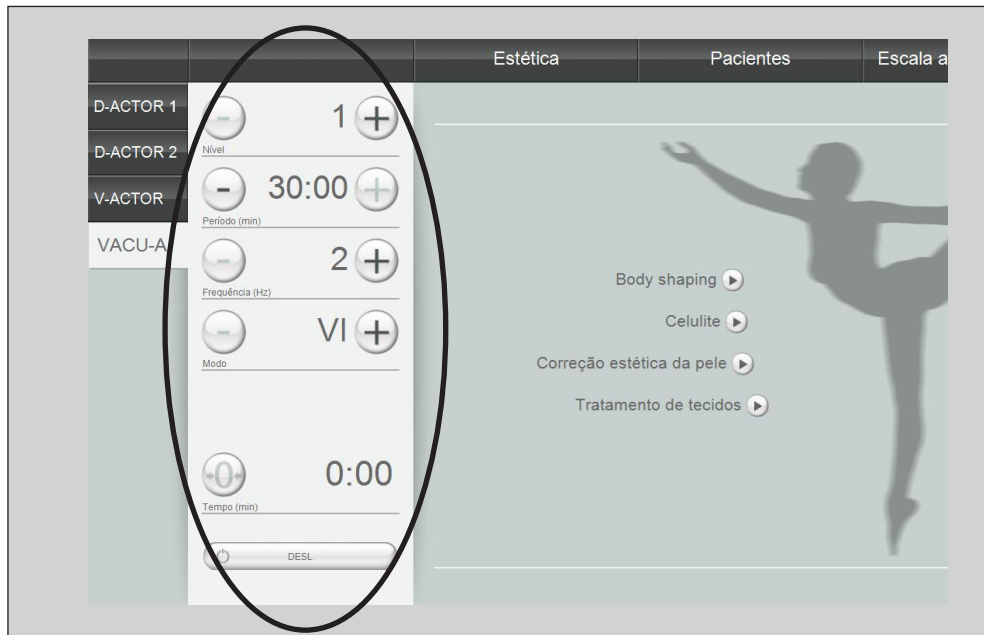 Estética Pacientes Escala a
D-ACTOR 1
D-ACTOR 2
V-ACTOR
VACU-A
- 1 +
Nível
- 30:00 +
Período (min)
- 2 +
Frequência (Hz)
- VI +
Modo
0 0:00
Tempo (min)
DESL
Body shaping
Celulite
Correção estética da pele
Tratamento de tecidos